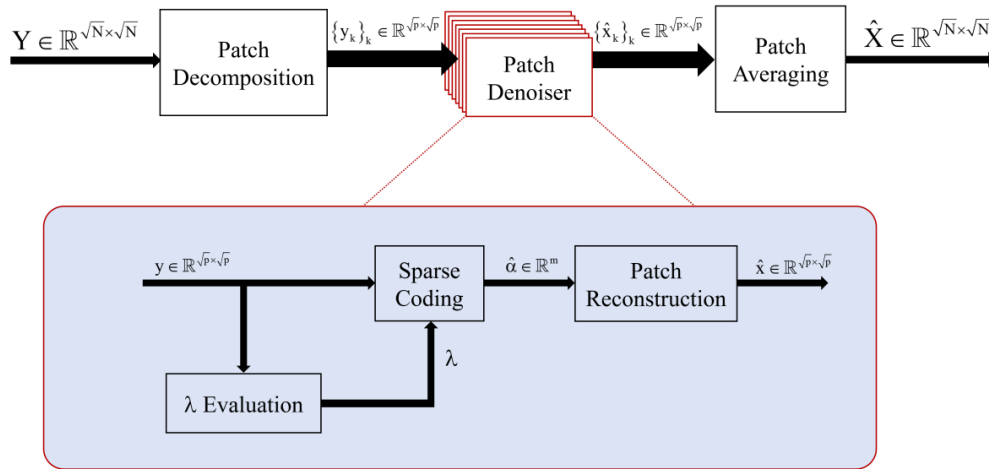 Y ∈ ℝ^{√N×√N}
Patch
Decomposition
{y_k}_k ∈ ℝ^{√p×√p}
Patch
Denoiser
{x̂_k}_k ∈ ℝ^{√p×√p}
Patch
Averaging
X̂ ∈ ℝ^{√N×√N}
y ∈ ℝ^{√p×√p}
Sparse
Coding
α̂ ∈ ℝ^m
Patch
Reconstruction
x̂ ∈ ℝ^{√p×√p}
λ
λ Evaluation